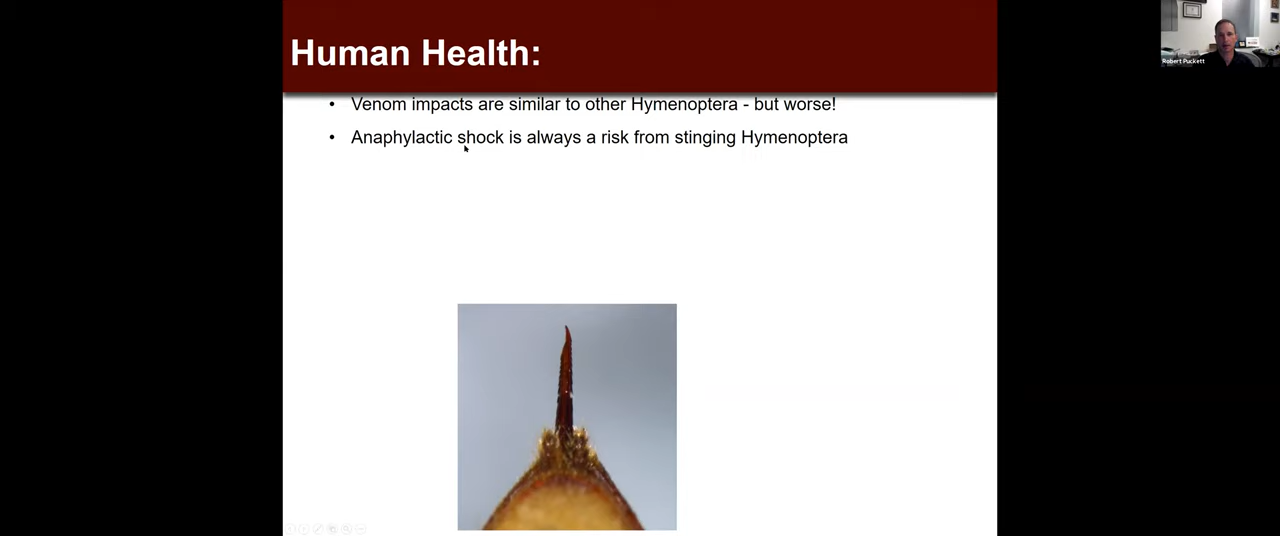 Human Health:
• Venom impacts are similar to other Hymenoptera - but worse!
• Anaphylactic shock is always a risk from stinging Hymenoptera
Robert Puckett